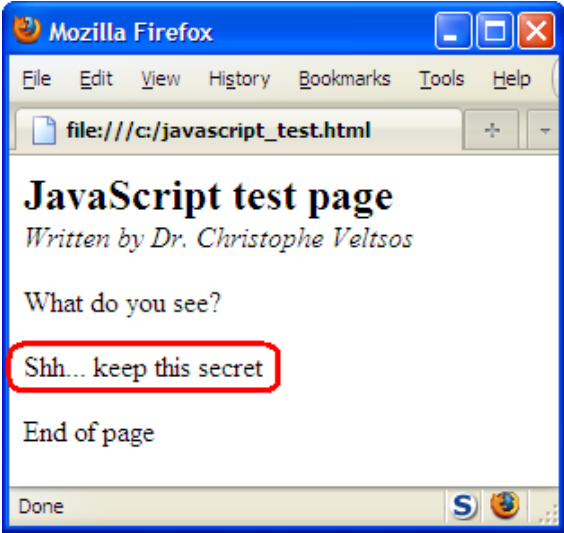 Mozilla Firefox
File Edit View History Bookmarks Tools Help
file:///c:/javascript_test.html
JavaScript test page
Written by Dr. Christophe Veltsos
What do you see?
Shh... keep this secret
End of page
Done S